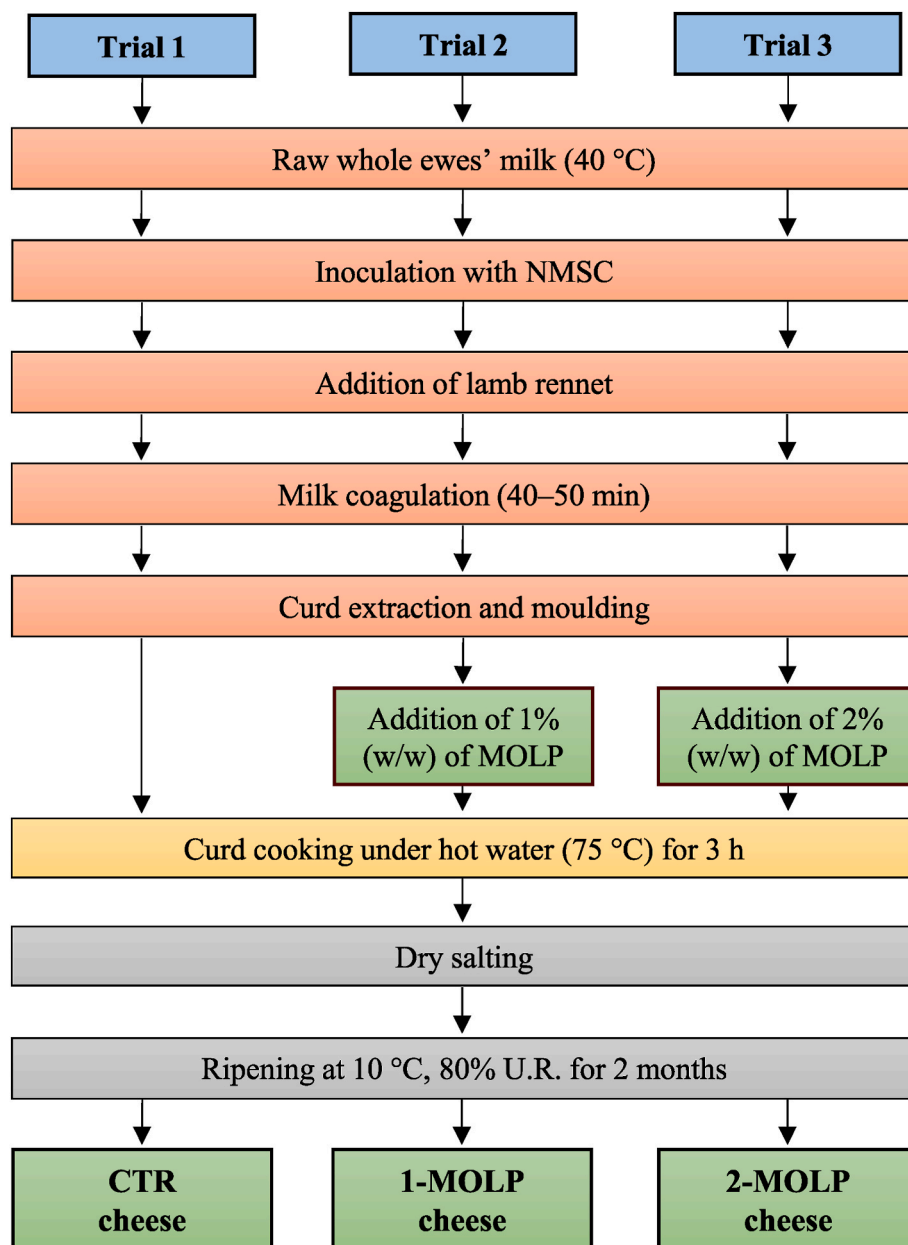 Trial 1
Trial 2
Trial 3
Raw whole ewes’ milk (40 °C)
Inoculation with NMSC
Addition of lamb rennet
Milk coagulation (40–50 min)
Curd extraction and moulding
Addition of 1%
(w/w) of MOLP
Addition of 2%
(w/w) of MOLP
Curd cooking under hot water (75 °C) for 3 h
Dry salting
Ripening at 10 °C, 80% U.R. for 2 months
CTR
cheese
1-MOLP
cheese
2-MOLP
cheese